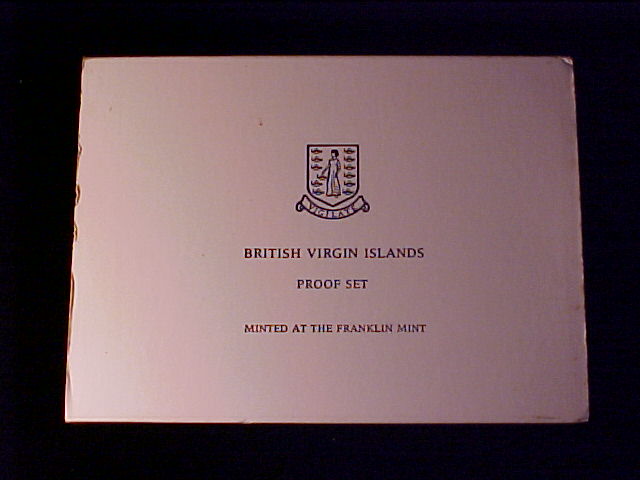 VIGILATE
BRITISH VIRGIN ISLANDS
PROOF SET
MINTED AT THE FRANKLIN MINT